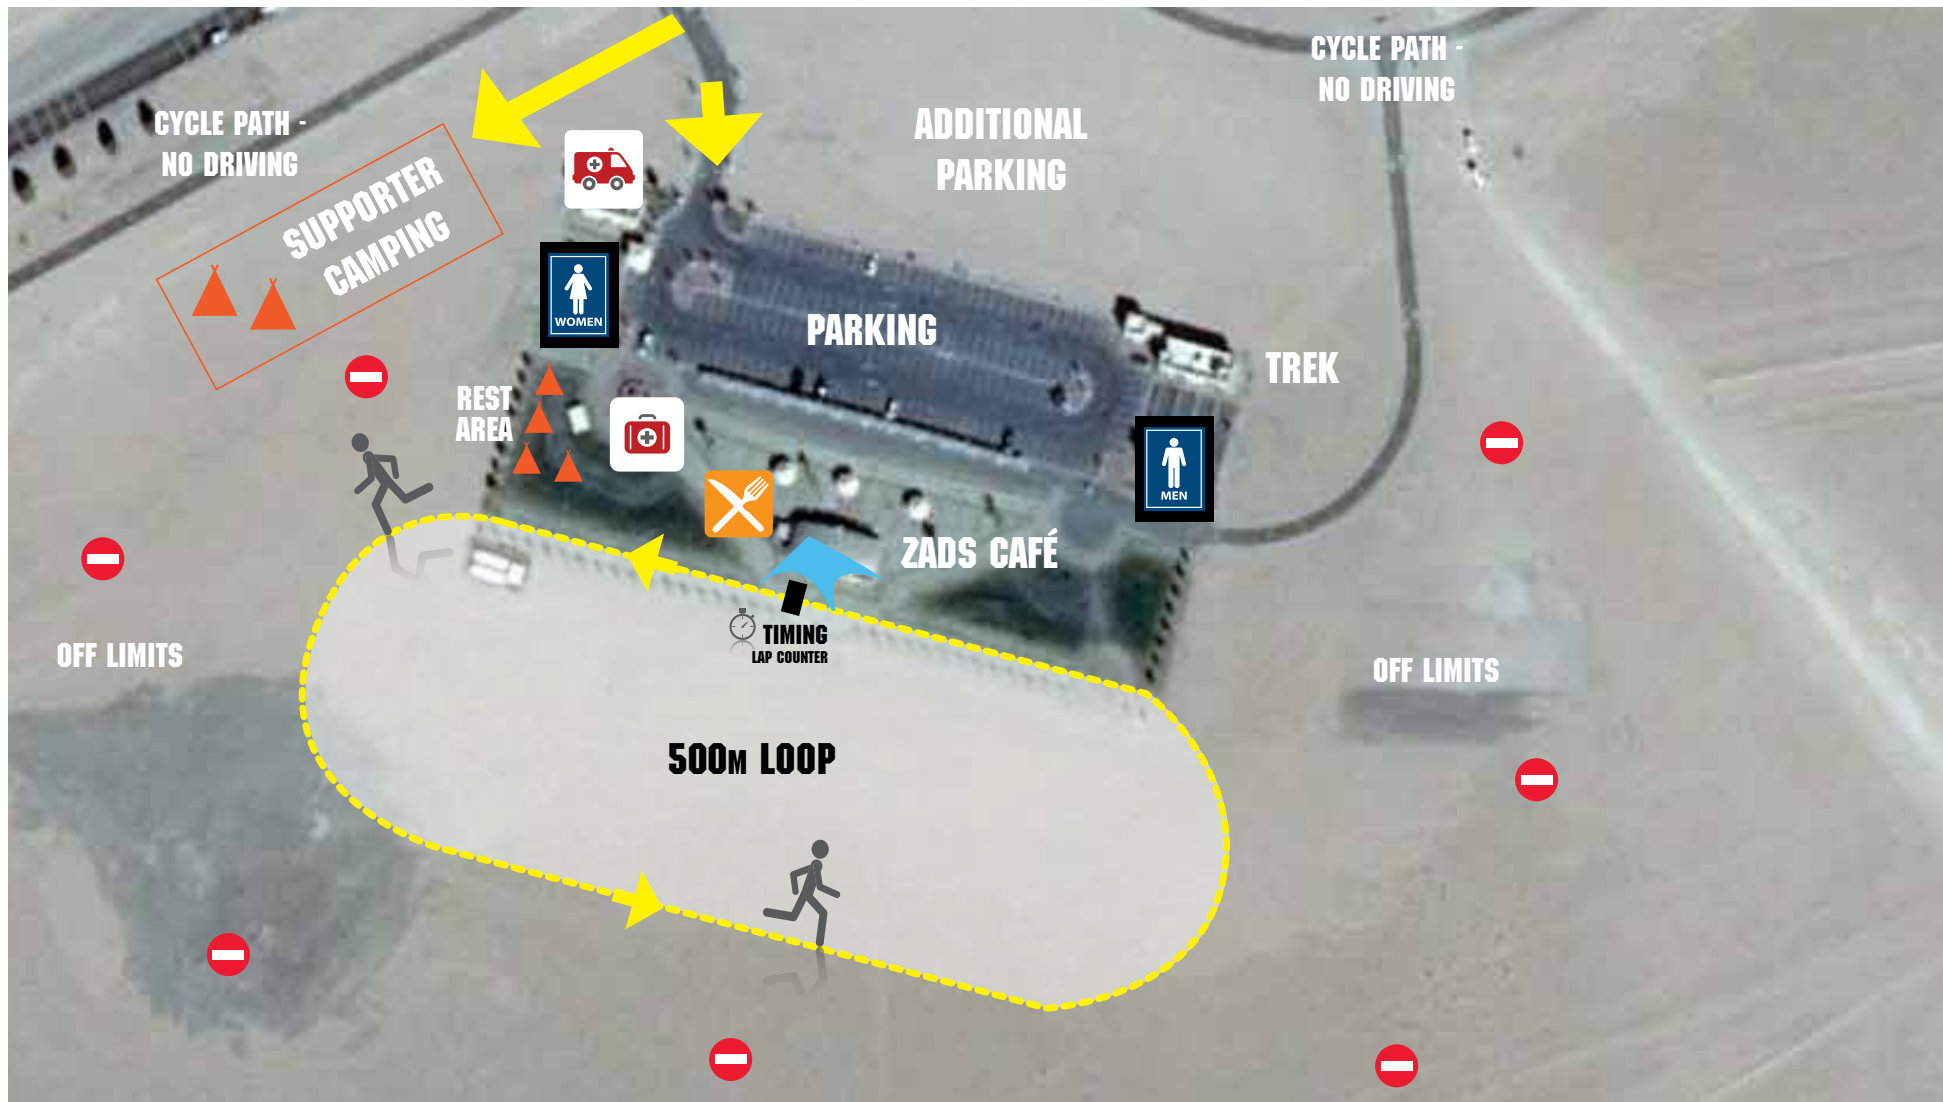 CYCLE PATH -
NO DRIVING
CYCLE PATH -
NO DRIVING
ADDITIONAL
PARKING
SUPPORTER
CAMPING
WOMEN
PARKING
TREK
REST
AREA
MEN
ZADS CAFÉ
TIMING
LAP COUNTER
OFF LIMITS
OFF LIMITS
500M LOOP